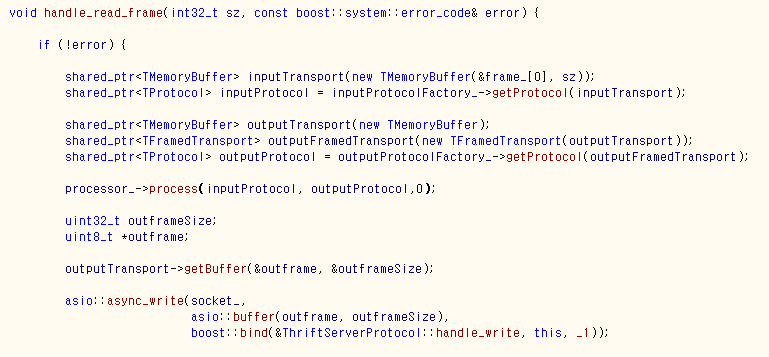 void handle_read_frame(int32_t sz, const boost::system::error_code& error) {
if (!error) {
shared_ptr<TMemoryBuffer> inputTransport(new TMemoryBuffer(&frame_[0], sz));
shared_ptr<TProtocol> inputProtocol = inputProtocolFactory_->getProtocol(inputTransport);
shared_ptr<TMemoryBuffer> outputTransport(new TMemoryBuffer);
shared_ptr<TFramedTransport> outputFramedTransport(new TFramedTransport(outputTransport));
shared_ptr<TProtocol> outputProtocol = outputProtocolFactory_->getProtocol(outputFramedTransport);
processor_->process(inputProtocol, outputProtocol,0);
uint32_t outframeSize;
uint8_t *outframe;
outputTransport->getBuffer(&outframe, &outframeSize);
asio::async_write(socket_,
asio::buffer(outframe, outframeSize),
boost::bind(&ThriftServerProtocol::handle_write, this, _1));